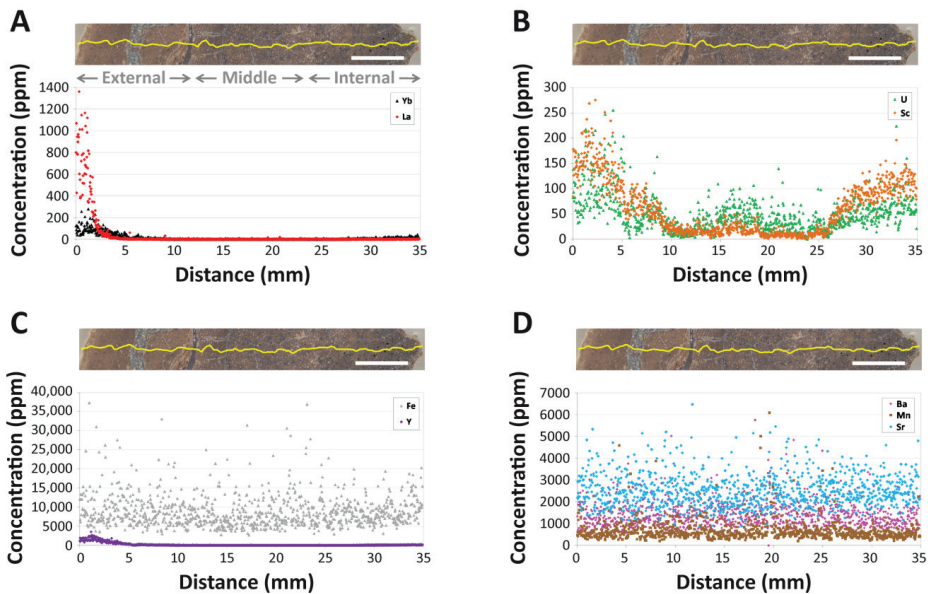 A
External Middle Internal
Concentration (ppm)
1400
1200
1000
800
600
400
200
0
Yb
La
0 5 10 15 20 25 30 35
Distance (mm)
B
Concentration (ppm)
300
250
200
150
100
50
0
U
Sc
0 5 10 15 20 25 30 35
Distance (mm)
C
Concentration (ppm)
40,000
35,000
30,000
25,000
20,000
15,000
10,000
5000
0
Fe
Y
0 5 10 15 20 25 30 35
Distance (mm)
D
Concentration (ppm)
7000
6000
5000
4000
3000
2000
1000
0
Ba
Mn
Sr
0 5 10 15 20 25 30 35
Distance (mm)